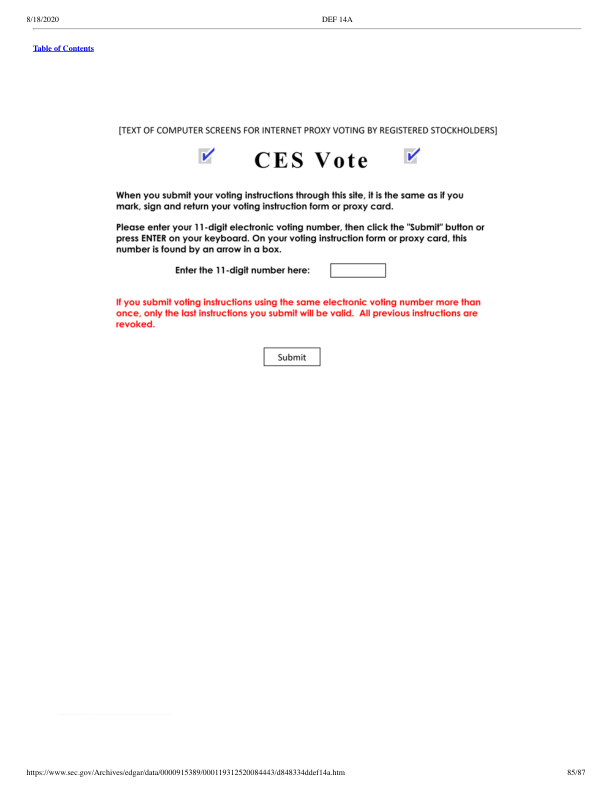 8/18/2020 DEF 14A
Table of Contents
[TEXT OF COMPUTER SCREENS FOR INTERNET PROXY VOTING BY REGISTERED STOCKHOLDERS]
CES Vote
When you submit your voting instructions through this site, it is the same as if you
mark, sign and return your voting instruction form or proxy card.
Please enter your 11-digit electronic voting number, then click the "Submit" button or
press ENTER on your keyboard. On your voting instruction form or proxy card, this
number is found by an arrow in a box.
Enter the 11-digit number here:
If you submit voting instructions using the same electronic voting number more than
once, only the last instructions you submit will be valid.  All previous instructions are
revoked.
Submit
https://www.sec.gov/Archives/edgar/data/0000915389/000119312520084443/d848334ddef14a.htm 85/87